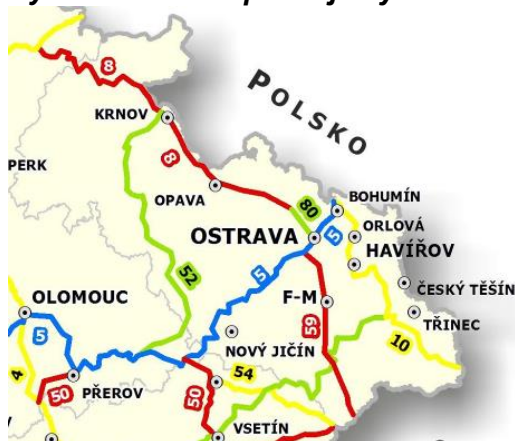 8
KRNOV
POLSKO
PERK
8
OPAVA
80
BOHUMÍN
OSTRAVA
5
ORLOVÁ
HAVÍŘOV
52
5
ČESKÝ TĚŠÍN
OLOMOUC
F-M
59
TŘINEC
5
NOVÝ JIČÍN
10
4
50
PŘEROV
50
54
VSETÍN